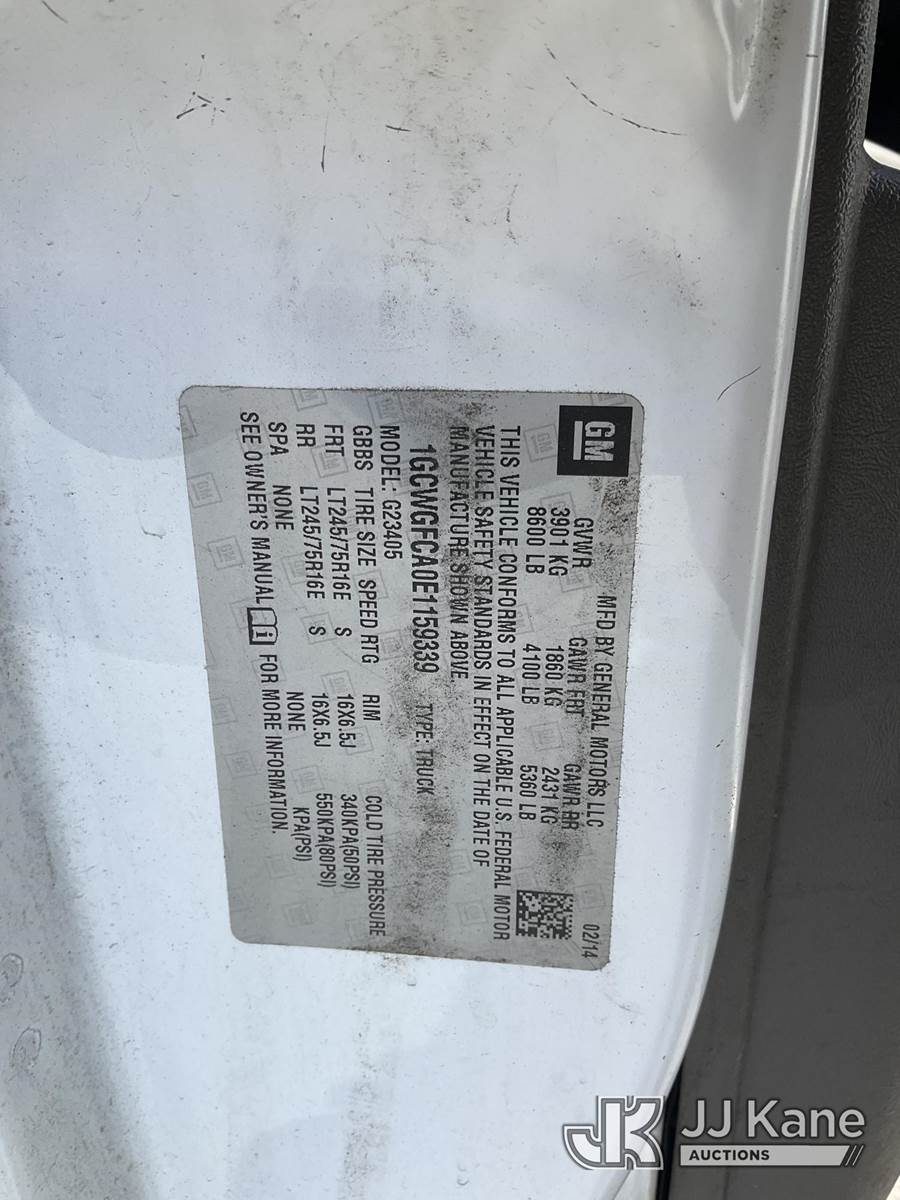 GM
MFD BY GENERAL MOTORS LLC 02/14
GVWR GAWR FRT GAWR RR
3901 KG 1860 KG 2431 KG
8600 LB 4100 LB 5360 LB
THIS VEHICLE CONFORMS TO ALL APPLICABLE U.S. FEDERAL MOTOR
VEHICLE SAFETY STANDARDS IN EFFECT ON THE DATE OF
MANUFACTURE SHOWN ABOVE.
1GCWGFCA0E1159339 TYPE: TRUCK
MODEL: G23405
GBBS TIRE SIZE SPEED RTG RIM COLD TIRE PRESSURE
FRT LT245/75R16E S 16X6.5J 340KPA(50PSI)
RR LT245/75R16E S 16X6.5J 550KPA(80PSI)
SPA NONE NONE KPA(PSI)
SEE OWNER'S MANUAL FOR MORE INFORMATION.
JK JJ Kane
AUCTIONS